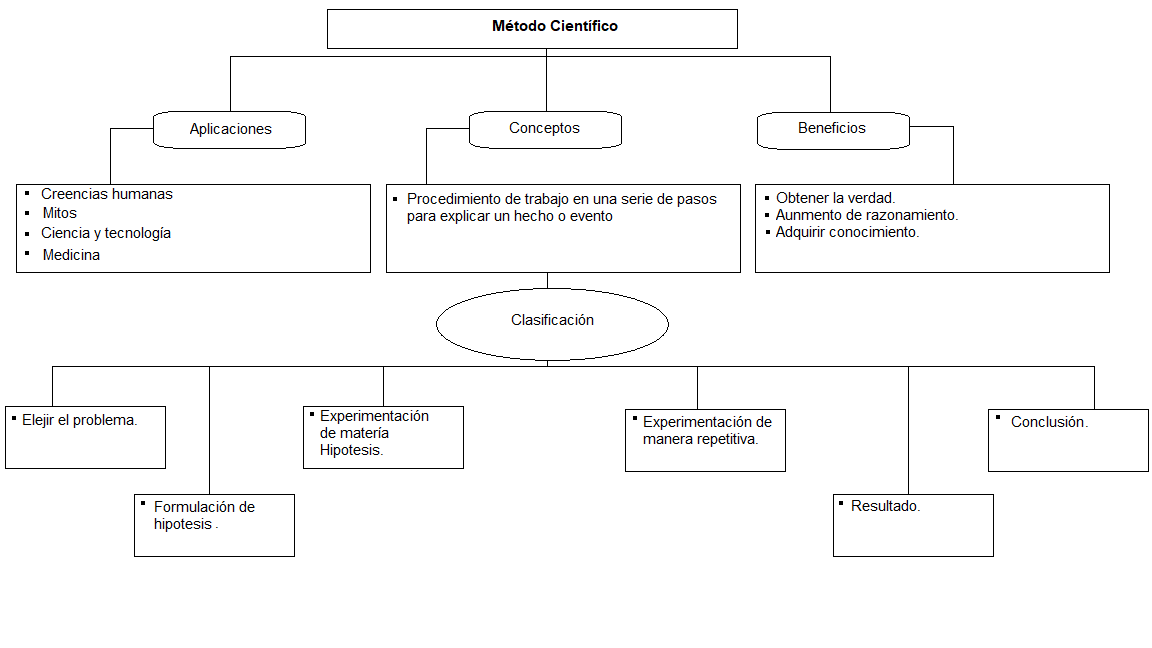 Método Científico
Aplicaciones
Conceptos
Beneficios
▪ Creencias humanas
▪ Mitos
▪ Ciencia y tecnología
▪ Medicina
▪ Procedimiento de trabajo en una serie de pasos
para explicar un hecho o evento
▪ Obtener la verdad.
▪ Aunmento de razonamiento.
▪ Adquirir conocimiento.
Clasificación
▪ Elejir el problema.
▪ Formulación de
hipotesis .
▪ Experimentación
de matería
Hipotesis.
▪ Experimentación de
manera repetitiva.
▪ Resultado.
▪ Conclusión.